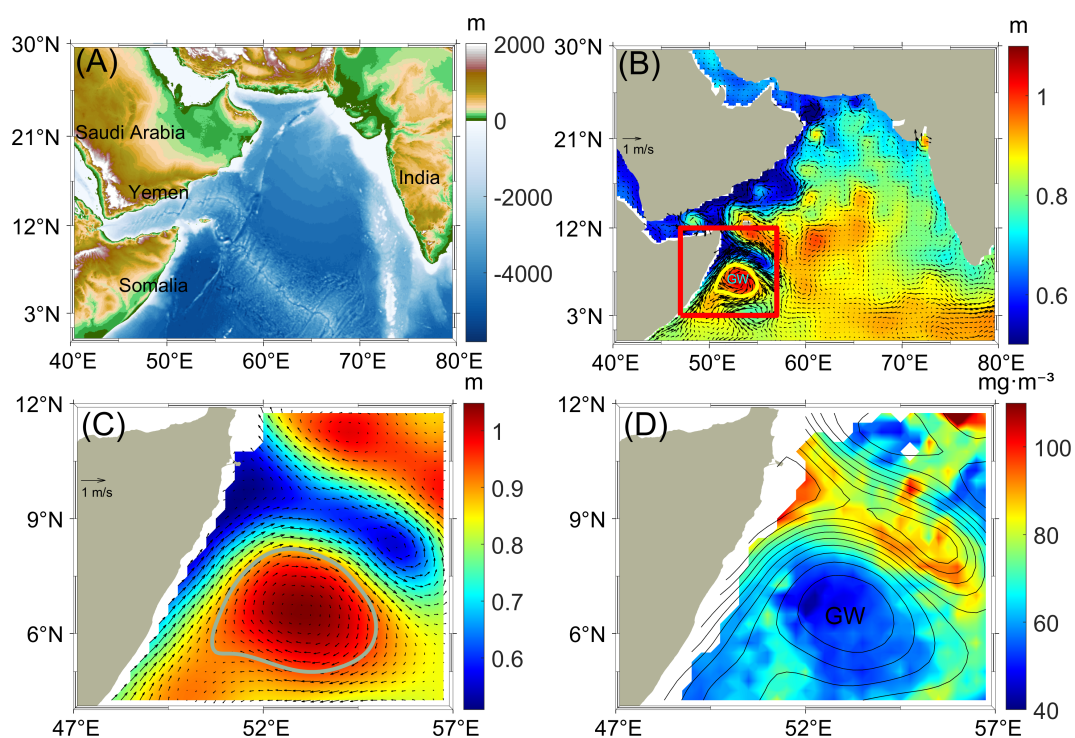 m
(A)
30°N
21°N
12°N
3°N
40°E
50°E
60°E
70°E
80°E
Saudi Arabia
Yemen
India
Somalia
2000
0
-2000
-4000
m
(B)
30°N
21°N
12°N
3°N
40°E
50°E
60°E
70°E
80°E
1 m/s
GW
1
0.8
0.6
m
(C)
12°N
9°N
6°N
47°E
52°E
57°E
1 m/s
1
0.9
0.8
0.7
0.6
mg·m⁻³
(D)
12°N
9°N
6°N
47°E
52°E
57°E
GW
100
80
60
40